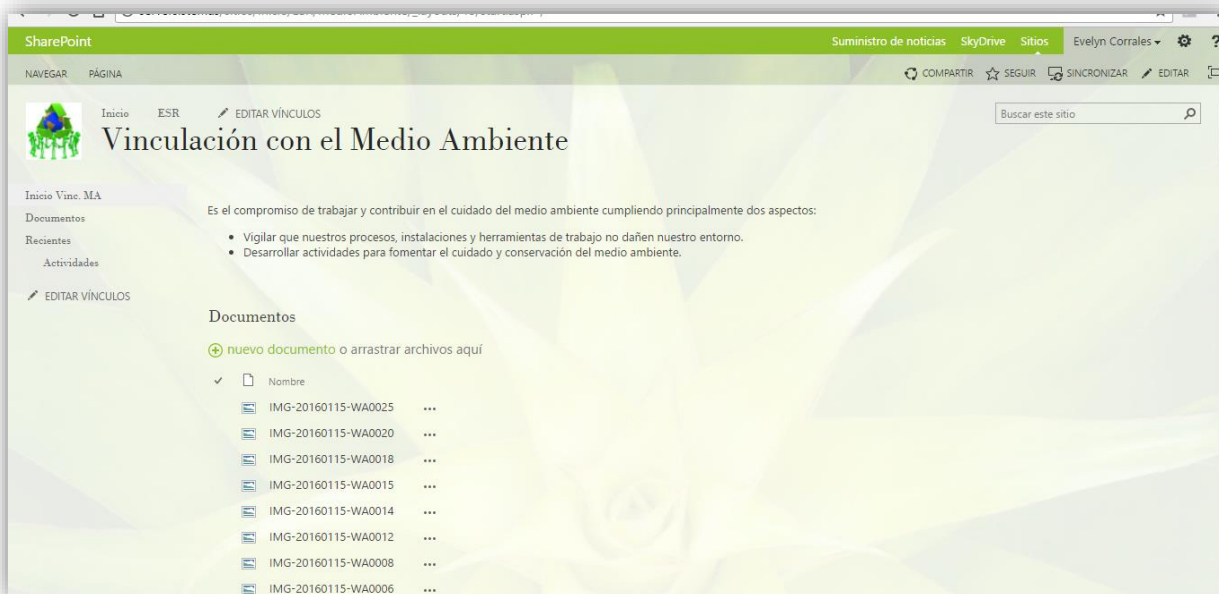 SharePoint
Suministro de noticias SkyDrive Sitios Evelyn Corrales ?
NAVEGAR PÁGINA
COMPARTIR SEGUIR SINCRONIZAR EDITAR
Inicio ESR EDITAR VÍNCULOS
Buscar este sitio
Vinculación con el Medio Ambiente
Inicio Vinc. MA
Documentos
Recientes
Actividades
EDITAR VÍNCULOS
Es el compromiso de trabajar y contribuir en el cuidado del medio ambiente cumpliendo principalmente dos aspectos:
• Vigilar que nuestros procesos, instalaciones y herramientas de trabajo no dañen nuestro entorno.
• Desarrollar actividades para fomentar el cuidado y conservación del medio ambiente.
Documentos
nuevo documento o arrastrar archivos aquí
Nombre
IMG-20160115-WA0025 ...
IMG-20160115-WA0020 ...
IMG-20160115-WA0018 ...
IMG-20160115-WA0015 ...
IMG-20160115-WA0014 ...
IMG-20160115-WA0012 ...
IMG-20160115-WA0008 ...
IMG-20160115-WA0006 ...